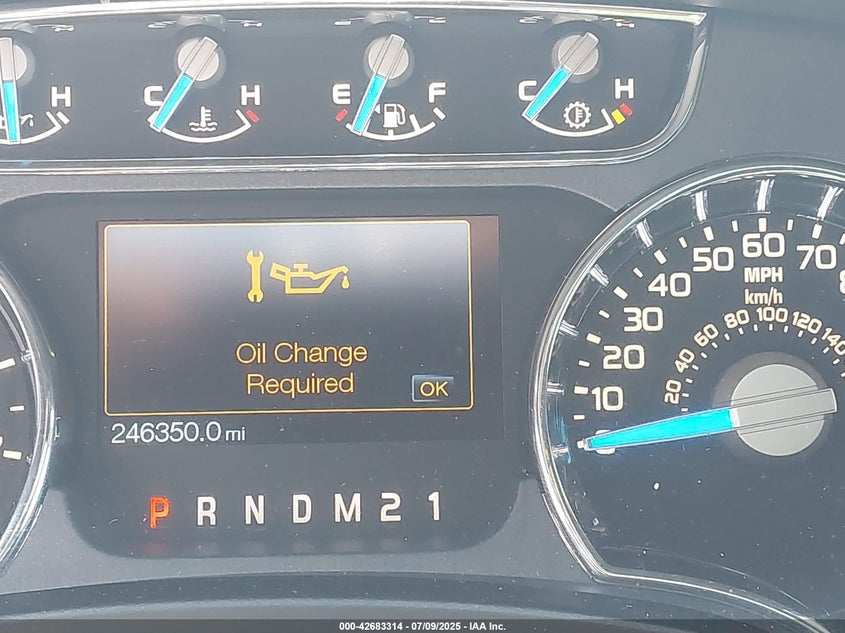 H C H E F C H
Oil Change
Required
OK
246350.0 mi
P R N D M 2 1
10 20 30 40 50 60 70
MPH
km/h
20 40 60 80 100 120 140
000-42683314 - 07/09/2025 - IAA Inc.